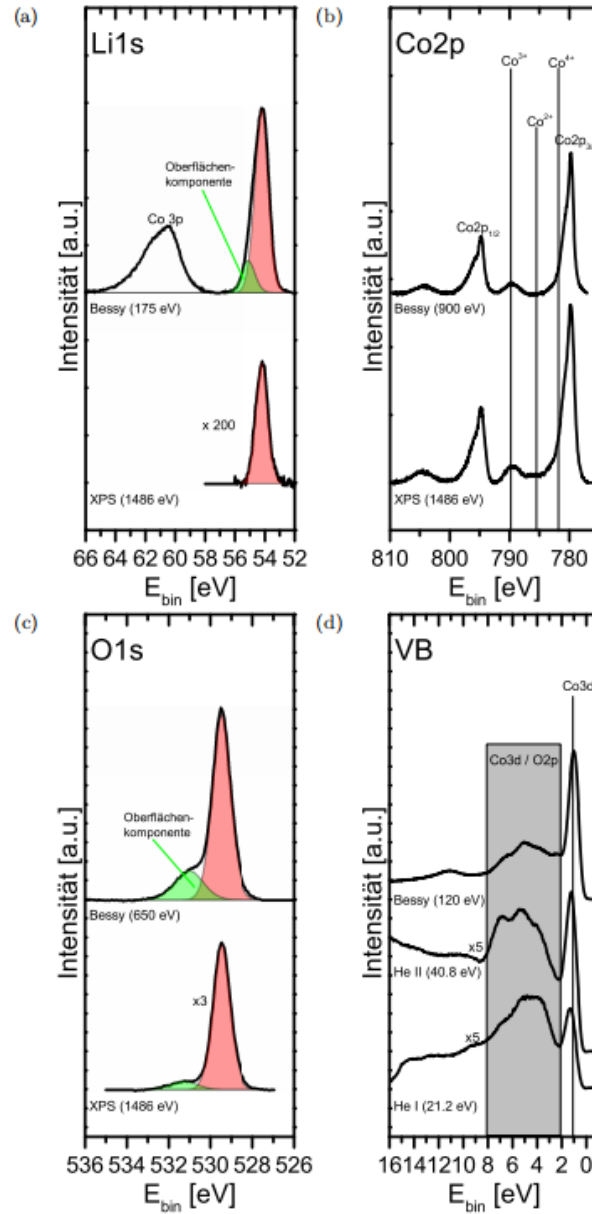 (a)
Li1s
Intensität [a.u.]
Oberflächen-
komponente
Co 3p
Bessy (175 eV)
x 200
XPS (1486 eV)
66 64 62 60 58 56 54 52
E_bin [eV]
(b)
Co2p
Intensität [a.u.]
Co³⁺
Co⁴⁺
Co²⁺
Co2p_3/
Co2p_1/2
Bessy (900 eV)
XPS (1486 eV)
810 800 790 780
E_bin [eV]
(c)
O1s
Intensität [a.u.]
Oberflächen-
komponente
Bessy (650 eV)
x3
XPS (1486 eV)
536 534 532 530 528 526
E_bin [eV]
(d)
VB
Intensität [a.u.]
Co3d
Co3d / O2p
Bessy (120 eV)
x5
He II (40.8 eV)
x5
He I (21.2 eV)
16 14 12 10 8 6 4 2 0
E_bin [eV]